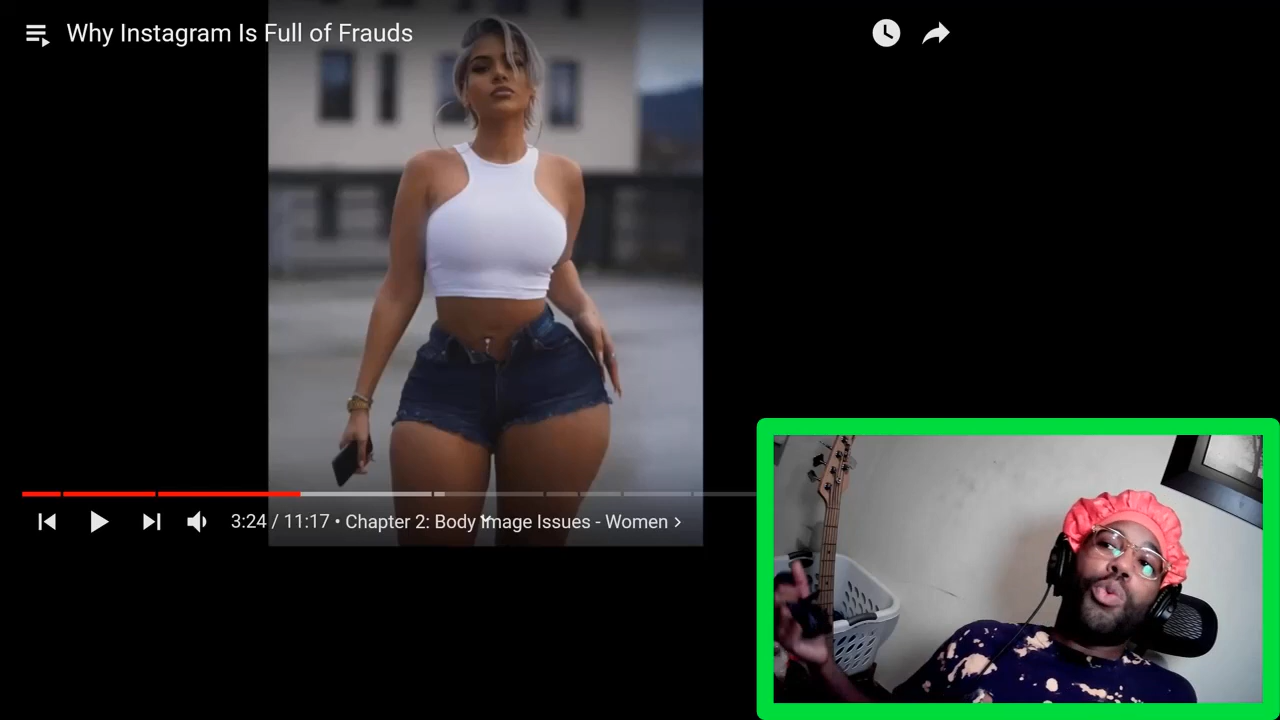 Why Instagram Is Full of Frauds
3:24 / 11:17 • Chapter 2: Body Image Issues - Women >